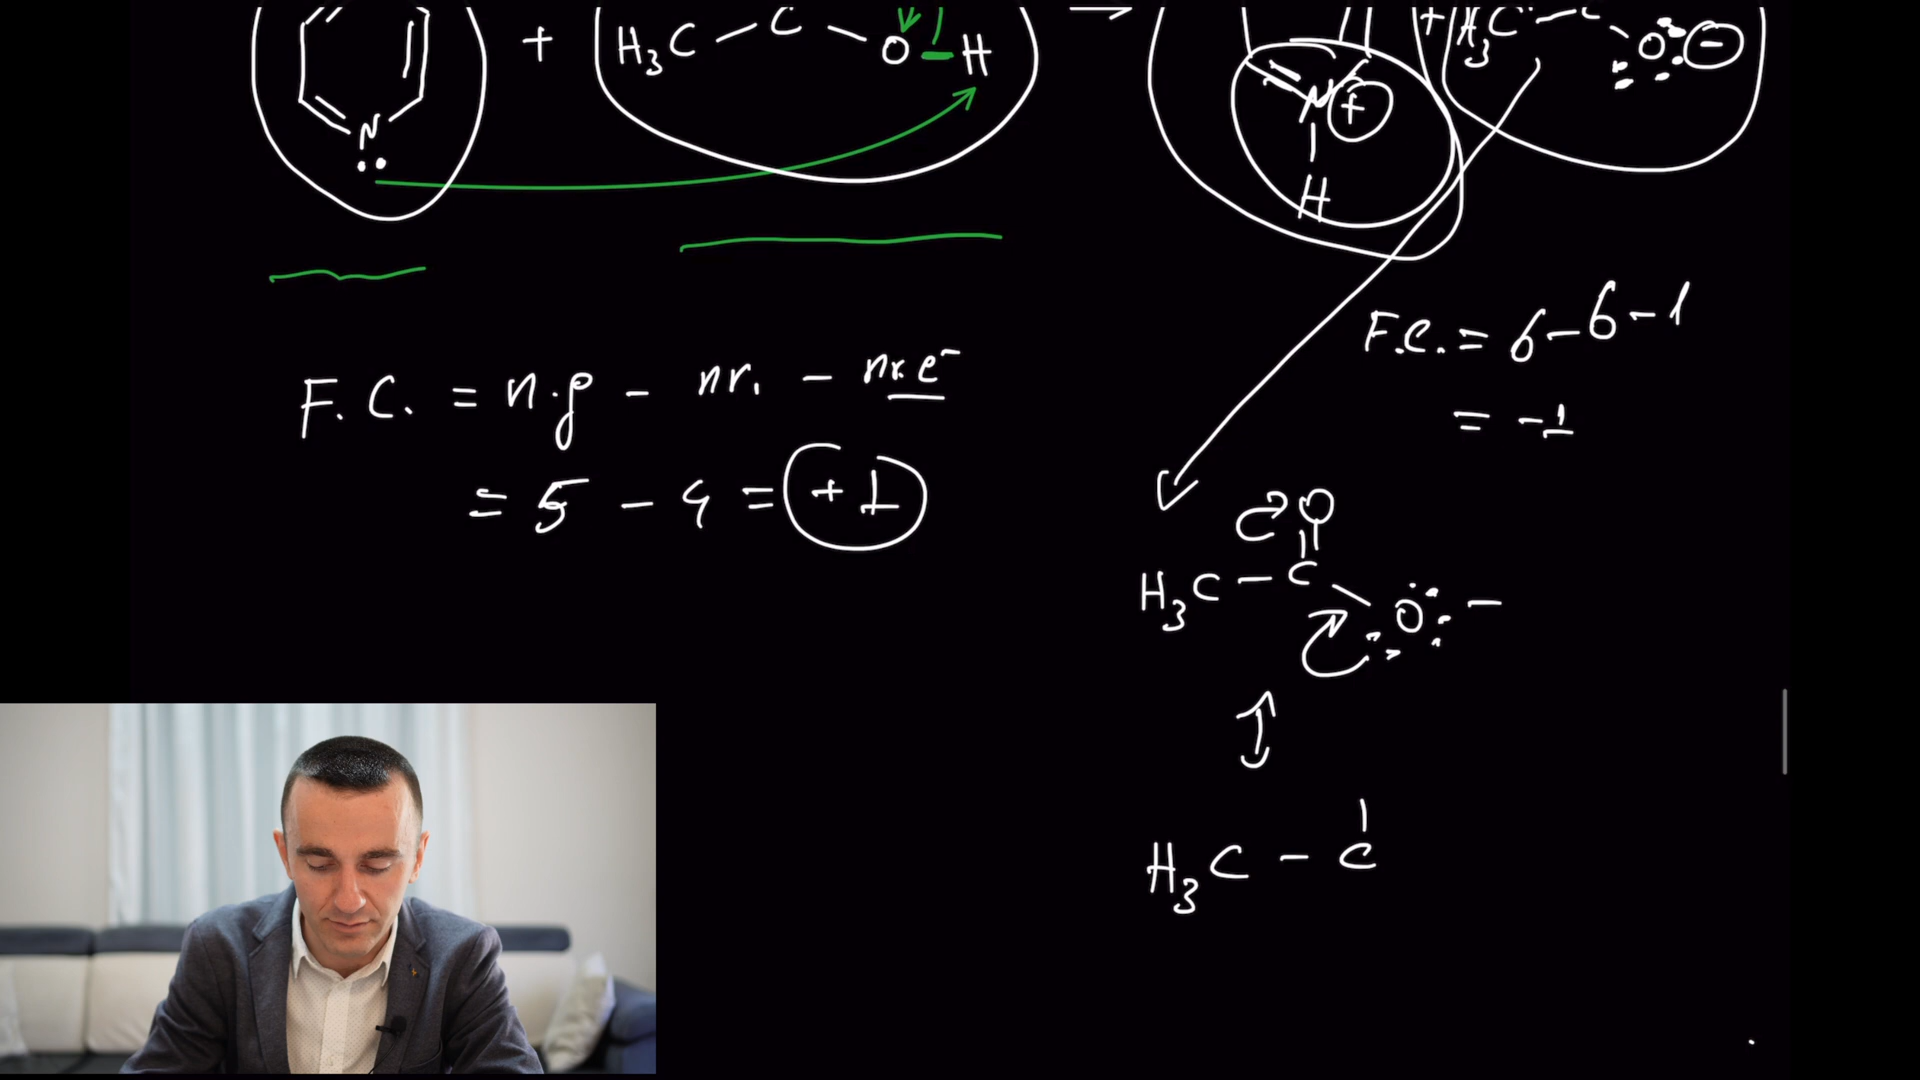 + H₃C — C — O — H → + H₃C — C O −
N
N +
H
F.C. = 6 – 6 – 1
F. C. = n.g – nr. – nr. e⁻
= – 1
= 5 – 4 = + 1
O
H₃C – C
O –
H₃C – C